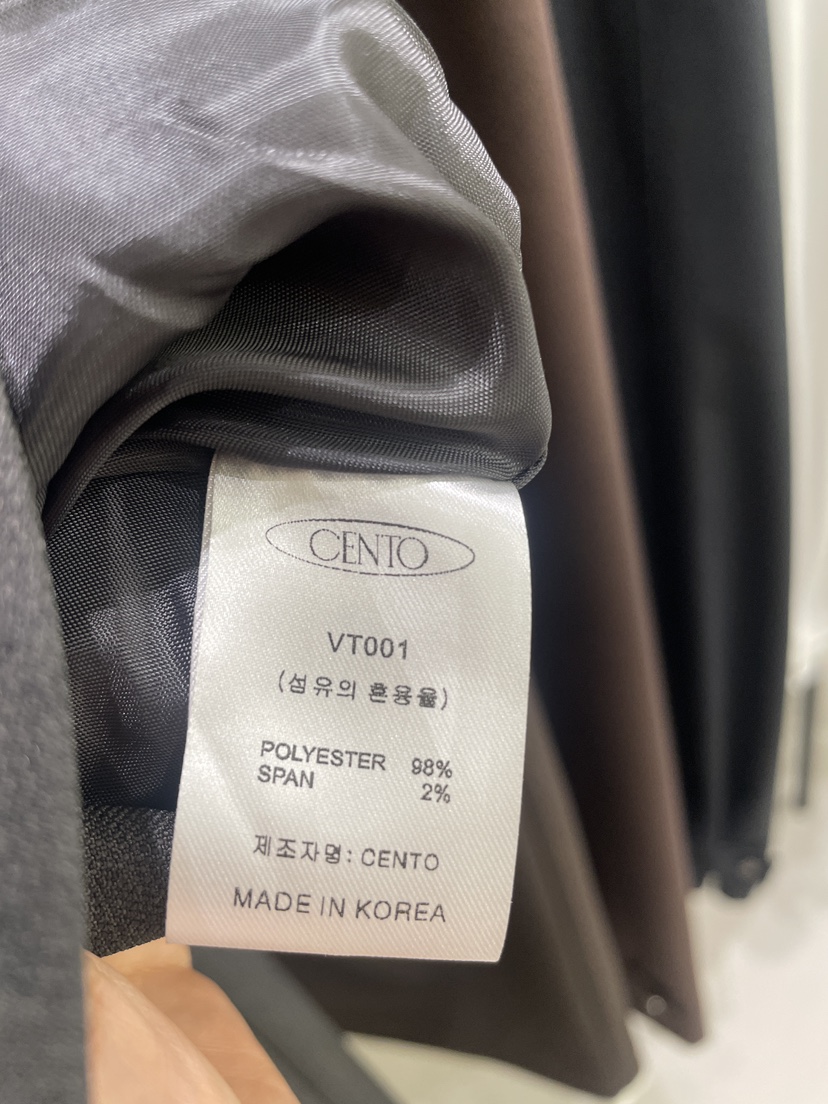 CENTO
VT001
(섬유의 혼용율)
POLYESTER 98%
SPAN 2%
제조자명: CENTO
MADE IN KOREA